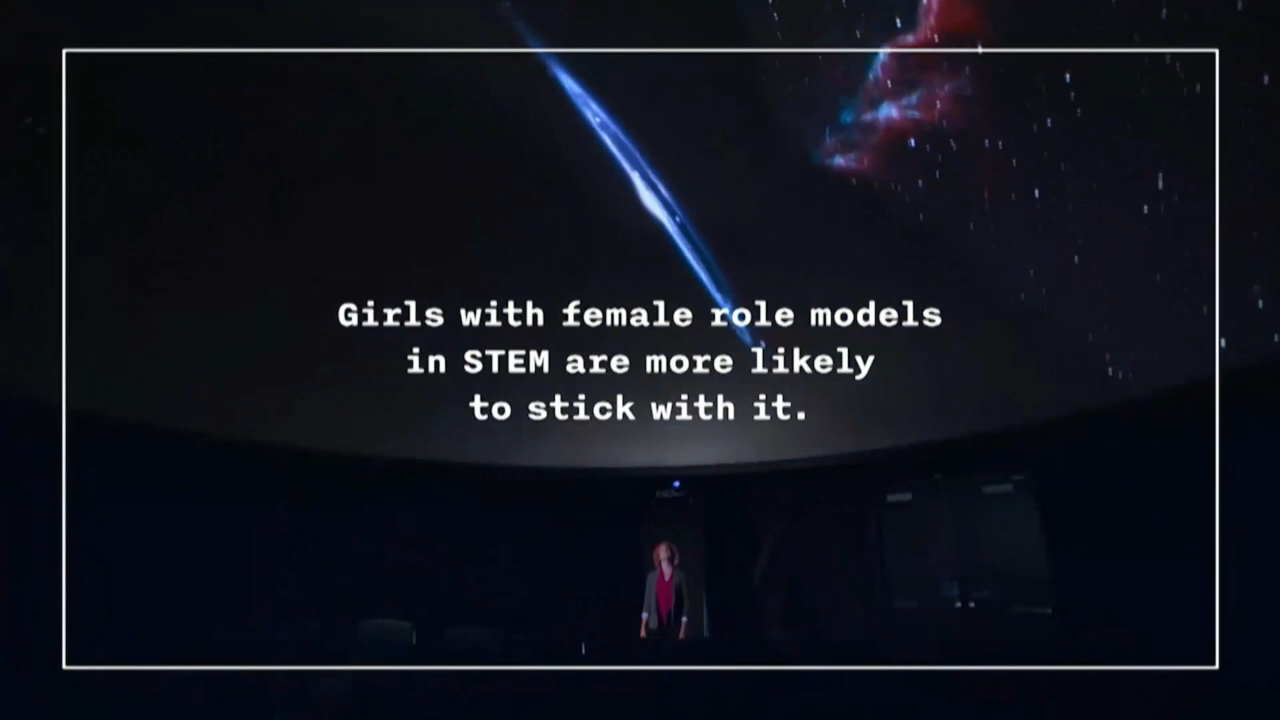 Girls with female role models
in STEM are more likely
to stick with it.